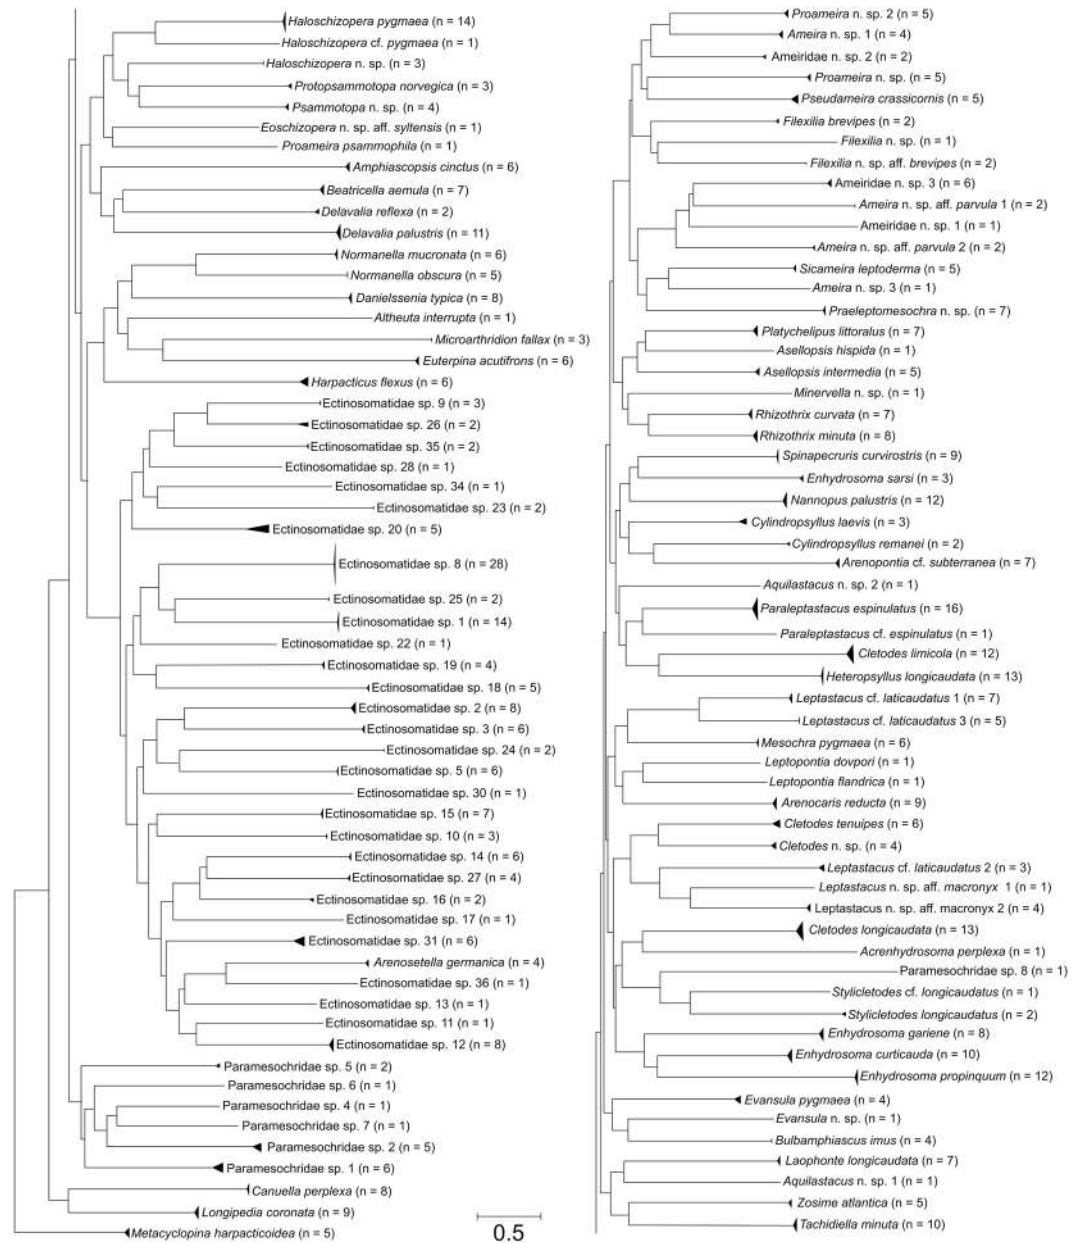 Haloschizopera pygmaea (n = 14)
Haloschizopera cf. pygmaea (n = 1)
Haloschizopera n. sp. (n = 3)
Protopsammotopa norvegica (n = 3)
Psammotopa n. sp. (n = 4)
Eoschizopera n. sp. aff. syltensis (n = 1)
Proameira psammophila (n = 1)
Amphiascopsis cinctus (n = 6)
Beatricella aemula (n = 7)
Delavalia reflexa (n = 2)
Delavalia palustris (n = 11)
Normanella mucronata (n = 6)
Normanella obscura (n = 5)
Danielssenia typica (n = 8)
Altheuta interrupta (n = 1)
Microarthridion fallax (n = 3)
Euterpina acutifrons (n = 6)
Harpacticus flexus (n = 6)
Ectinosomatidae sp. 9 (n = 3)
Ectinosomatidae sp. 26 (n = 2)
Ectinosomatidae sp. 35 (n = 2)
Ectinosomatidae sp. 28 (n = 1)
Ectinosomatidae sp. 34 (n = 1)
Ectinosomatidae sp. 23 (n = 2)
Ectinosomatidae sp. 20 (n = 5)
Ectinosomatidae sp. 8 (n = 28)
Ectinosomatidae sp. 25 (n = 2)
Ectinosomatidae sp. 1 (n = 14)
Ectinosomatidae sp. 22 (n = 1)
Ectinosomatidae sp. 19 (n = 4)
Ectinosomatidae sp. 18 (n = 5)
Ectinosomatidae sp. 2 (n = 8)
Ectinosomatidae sp. 3 (n = 6)
Ectinosomatidae sp. 24 (n = 2)
Ectinosomatidae sp. 5 (n = 6)
Ectinosomatidae sp. 30 (n = 1)
Ectinosomatidae sp. 15 (n = 7)
Ectinosomatidae sp. 10 (n = 3)
Ectinosomatidae sp. 14 (n = 6)
Ectinosomatidae sp. 27 (n = 4)
Ectinosomatidae sp. 16 (n = 2)
Ectinosomatidae sp. 17 (n = 1)
Ectinosomatidae sp. 31 (n = 6)
Arenosetella germanica (n = 4)
Ectinosomatidae sp. 36 (n = 1)
Ectinosomatidae sp. 13 (n = 1)
Ectinosomatidae sp. 11 (n = 1)
Ectinosomatidae sp. 12 (n = 8)
Paramesochridae sp. 5 (n = 2)
Paramesochridae sp. 6 (n = 1)
Paramesochridae sp. 4 (n = 1)
Paramesochridae sp. 7 (n = 1)
Paramesochridae sp. 2 (n = 5)
Paramesochridae sp. 1 (n = 6)
Canuella perplexa (n = 8)
Longipedia coronata (n = 9)
Metacyclopina harpacticoidea (n = 5)
0.5
Proameira n. sp. 2 (n = 5)
Ameira n. sp. 1 (n = 4)
Ameiridae n. sp. 2 (n = 2)
Proameira n. sp. (n = 5)
Pseudameira crassicornis (n = 5)
Filexilia brevipes (n = 2)
Filexilia n. sp. (n = 1)
Filexilia n. sp. aff. brevipes (n = 2)
Ameiridae n. sp. 3 (n = 6)
Ameira n. sp. aff. parvula 1 (n = 2)
Ameiridae n. sp. 1 (n = 1)
Ameira n. sp. aff. parvula 2 (n = 2)
Sicameira leptoderma (n = 5)
Ameira n. sp. 3 (n = 1)
Praeleptomesochra n. sp. (n = 7)
Platychelipus littoralus (n = 7)
Asellopsis hispida (n = 1)
Asellopsis intermedia (n = 5)
Minervella n. sp. (n = 1)
Rhizothrix curvata (n = 7)
Rhizothrix minuta (n = 8)
Spinapecruris curvirostris (n = 9)
Enhydrosoma sarsi (n = 3)
Nannopus palustris (n = 12)
Cylindropsyllus laevis (n = 3)
Cylindropsyllus remanei (n = 2)
Arenopontia cf. subterranea (n = 7)
Aquilastacus n. sp. 2 (n = 1)
Paraleptastacus espinulatus (n = 16)
Paraleptastacus cf. espinulatus (n = 1)
Cletodes limicola (n = 12)
Heteropsyllus longicaudata (n = 13)
Leptastacus cf. laticaudatus 1 (n = 7)
Leptastacus cf. laticaudatus 3 (n = 5)
Mesochra pygmaea (n = 6)
Leptopontia dovpori (n = 1)
Leptopontia flandrica (n = 1)
Arenocaris reducta (n = 9)
Cletodes tenuipes (n = 6)
Cletodes n. sp. (n = 4)
Leptastacus cf. laticaudatus 2 (n = 3)
Leptastacus n. sp. aff. macronyx 1 (n = 1)
Leptastacus n. sp. aff. macronyx 2 (n = 4)
Cletodes longicaudata (n = 13)
Acrenhydrosoma perplexa (n = 1)
Paramesochridae sp. 8 (n = 1)
Stylicletodes cf. longicaudatus (n = 1)
Stylicletodes longicaudatus (n = 2)
Enhydrosoma gariene (n = 8)
Enhydrosoma curticauda (n = 10)
Enhydrosoma propinquum (n = 12)
Evansula pygmaea (n = 4)
Evansula n. sp. (n = 1)
Bulbamphiascus imus (n = 4)
Laophonte longicaudata (n = 7)
Aquilastacus n. sp. 1 (n = 1)
Zosime atlantica (n = 5)
Tachidiella minuta (n = 10)